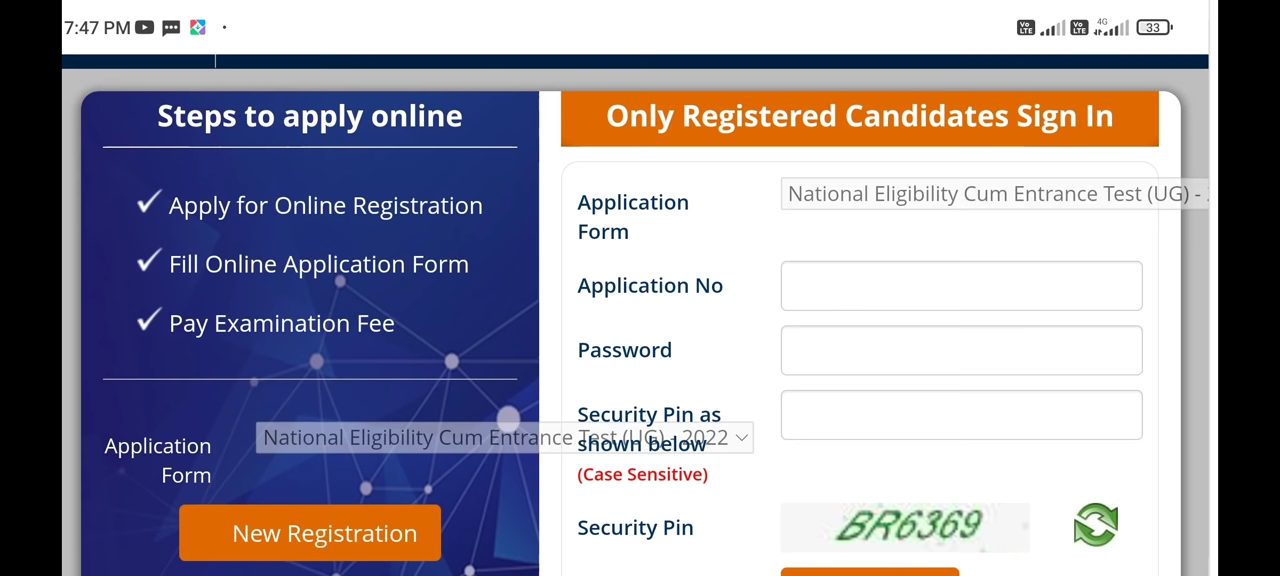 7:47 PM
4G
33
Steps to apply online
Apply for Online Registration
Fill Online Application Form
Pay Examination Fee
Application
Form
National Eligibility Cum Entrance Test (UG) - 2022
New Registration
Only Registered Candidates Sign In
Application
Form
National Eligibility Cum Entrance Test (UG) -
Application No
Password
Security Pin as
shown below
(Case Sensitive)
Security Pin
BR6369